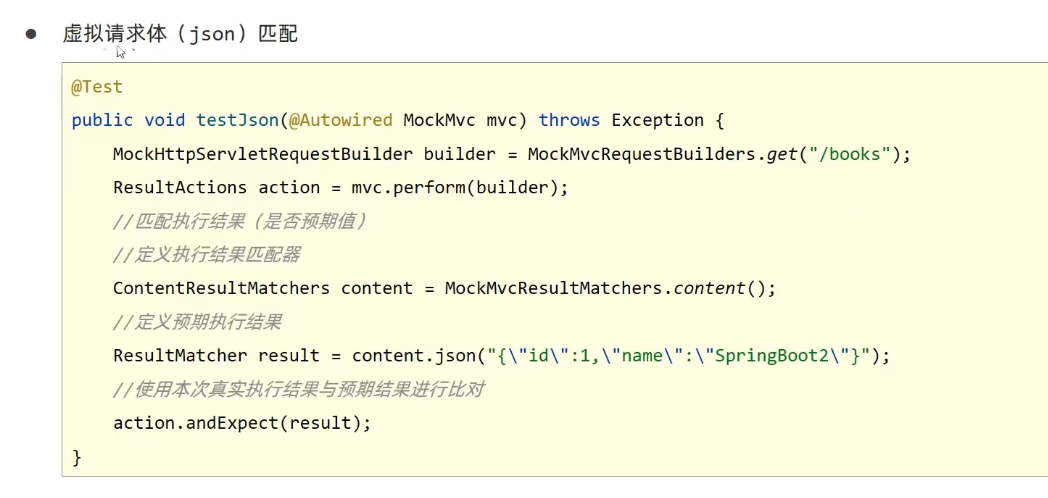 ● 虚拟请求体（json）匹配
@Test
public void testJson(@Autowired MockMvc mvc) throws Exception {
    MockHttpServletRequestBuilder builder = MockMvcRequestBuilders.get("/books");
    ResultActions action = mvc.perform(builder);
    //匹配执行结果（是否预期值）
    //定义执行结果匹配器
    ContentResultMatchers content = MockMvcResultMatchers.content();
    //定义预期执行结果
    ResultMatcher result = content.json("{\"id\":1,\"name\":\"SpringBoot2\"}");
    //使用本次真实执行结果与预期结果进行比对
    action.andExpect(result);
}